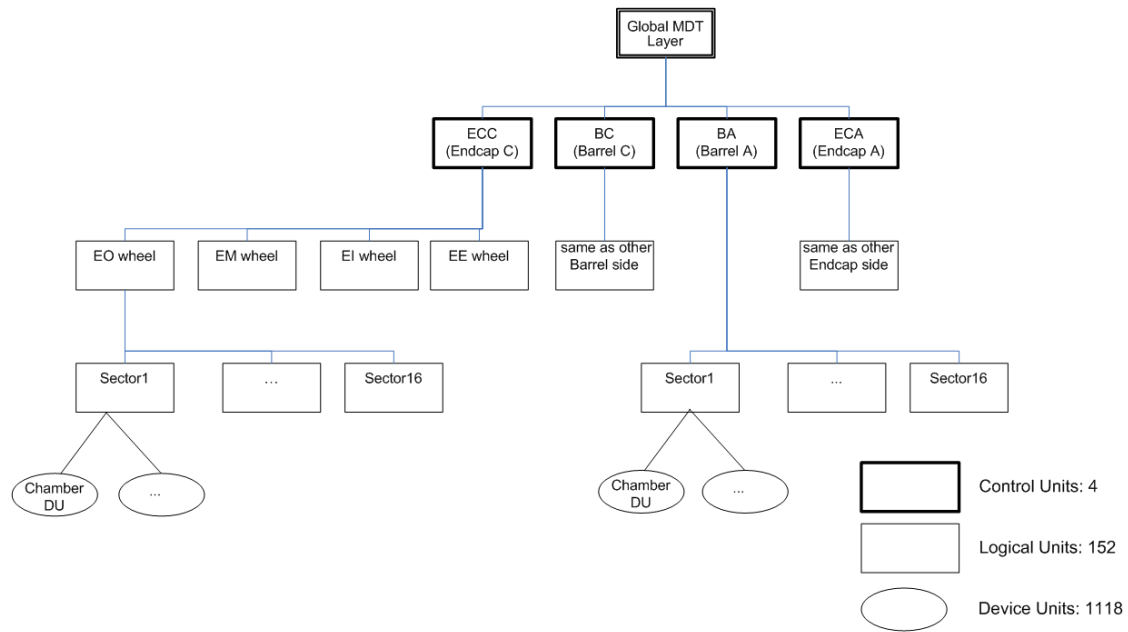 Global MDT
Layer
ECC
(Endcap C)
BC
(Barrel C)
BA
(Barrel A)
ECA
(Endcap A)
EO wheel
EM wheel
EI wheel
EE wheel
same as other
Barrel side
same as other
Endcap side
Sector1
...
Sector16
Sector1
...
Sector16
Chamber
DU
...
Chamber
DU
...
Control Units: 4
Logical Units: 152
Device Units: 1118